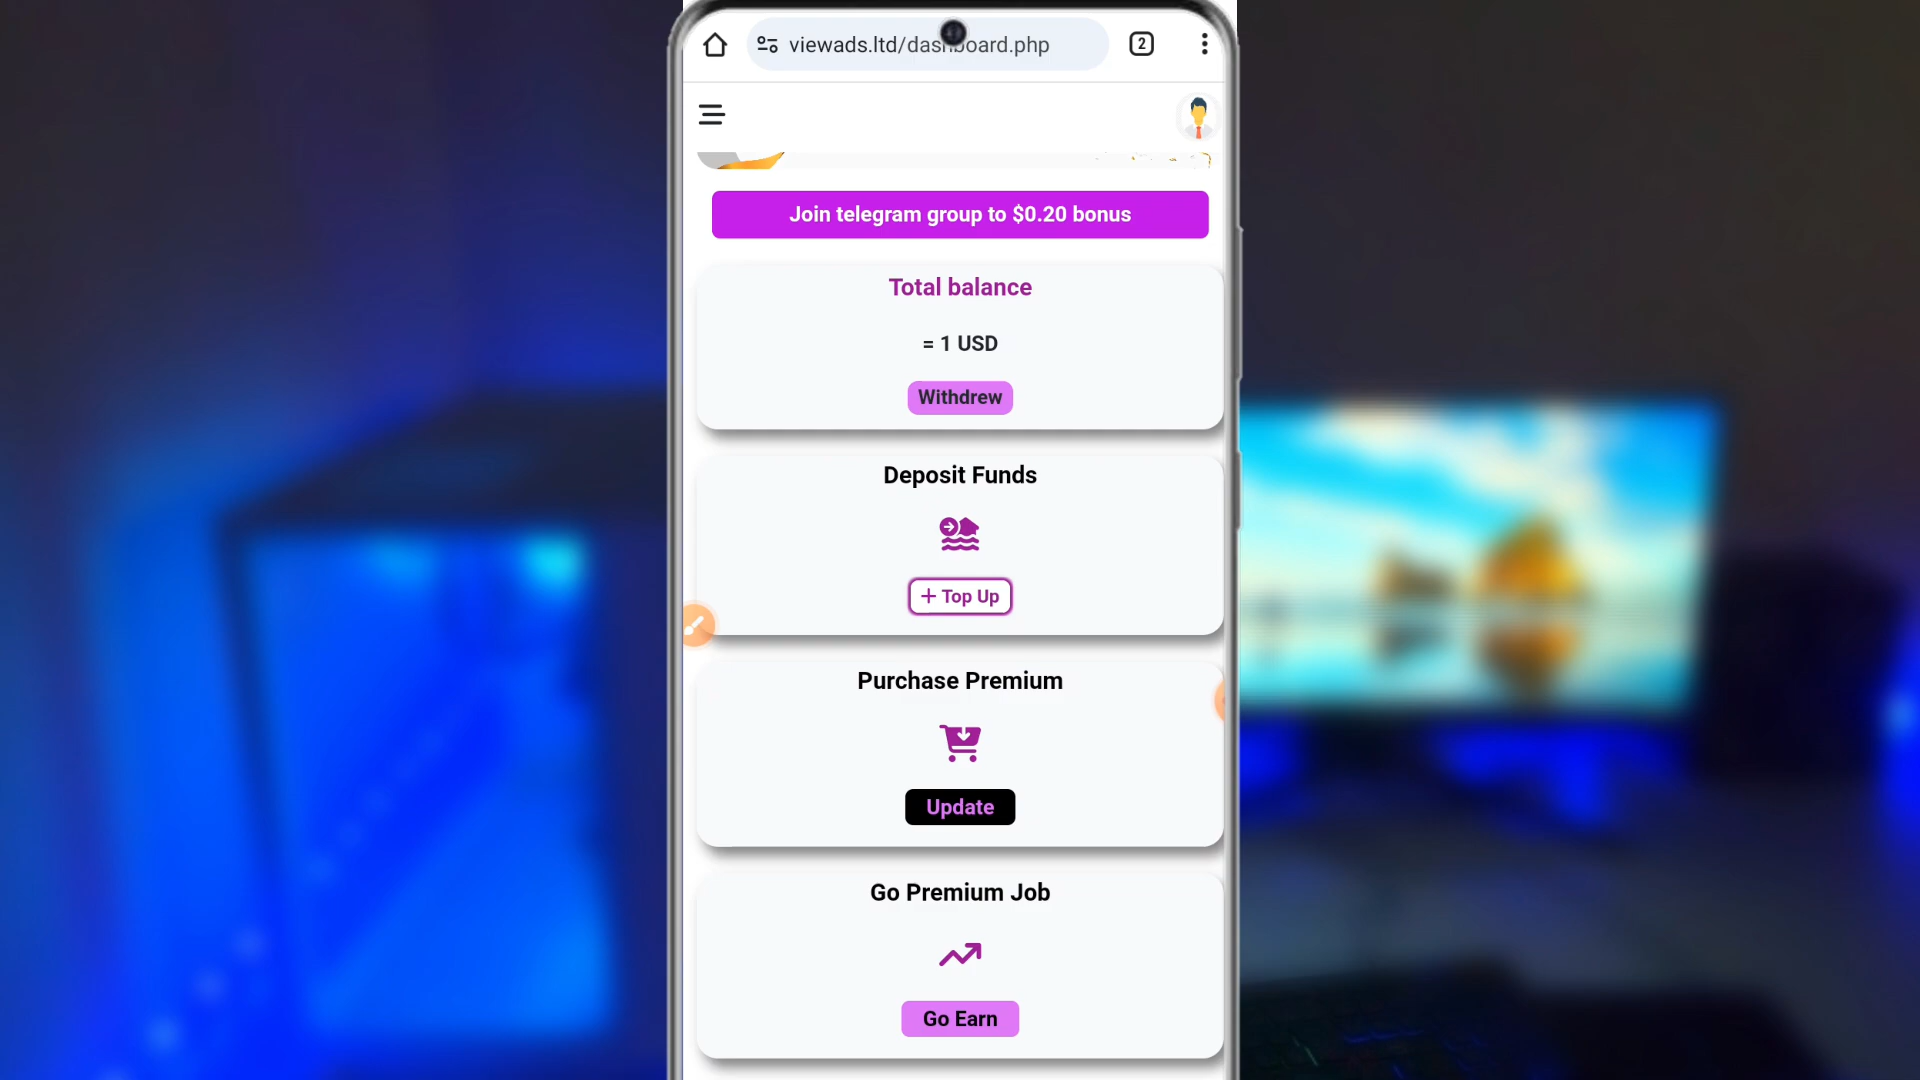 viewads.ltd/dashboard.php
2
Join telegram group to $0.20 bonus
Total balance
= 1 USD
Withdrew
Deposit Funds
+ Top Up
Purchase Premium
Update
Go Premium Job
Go Earn